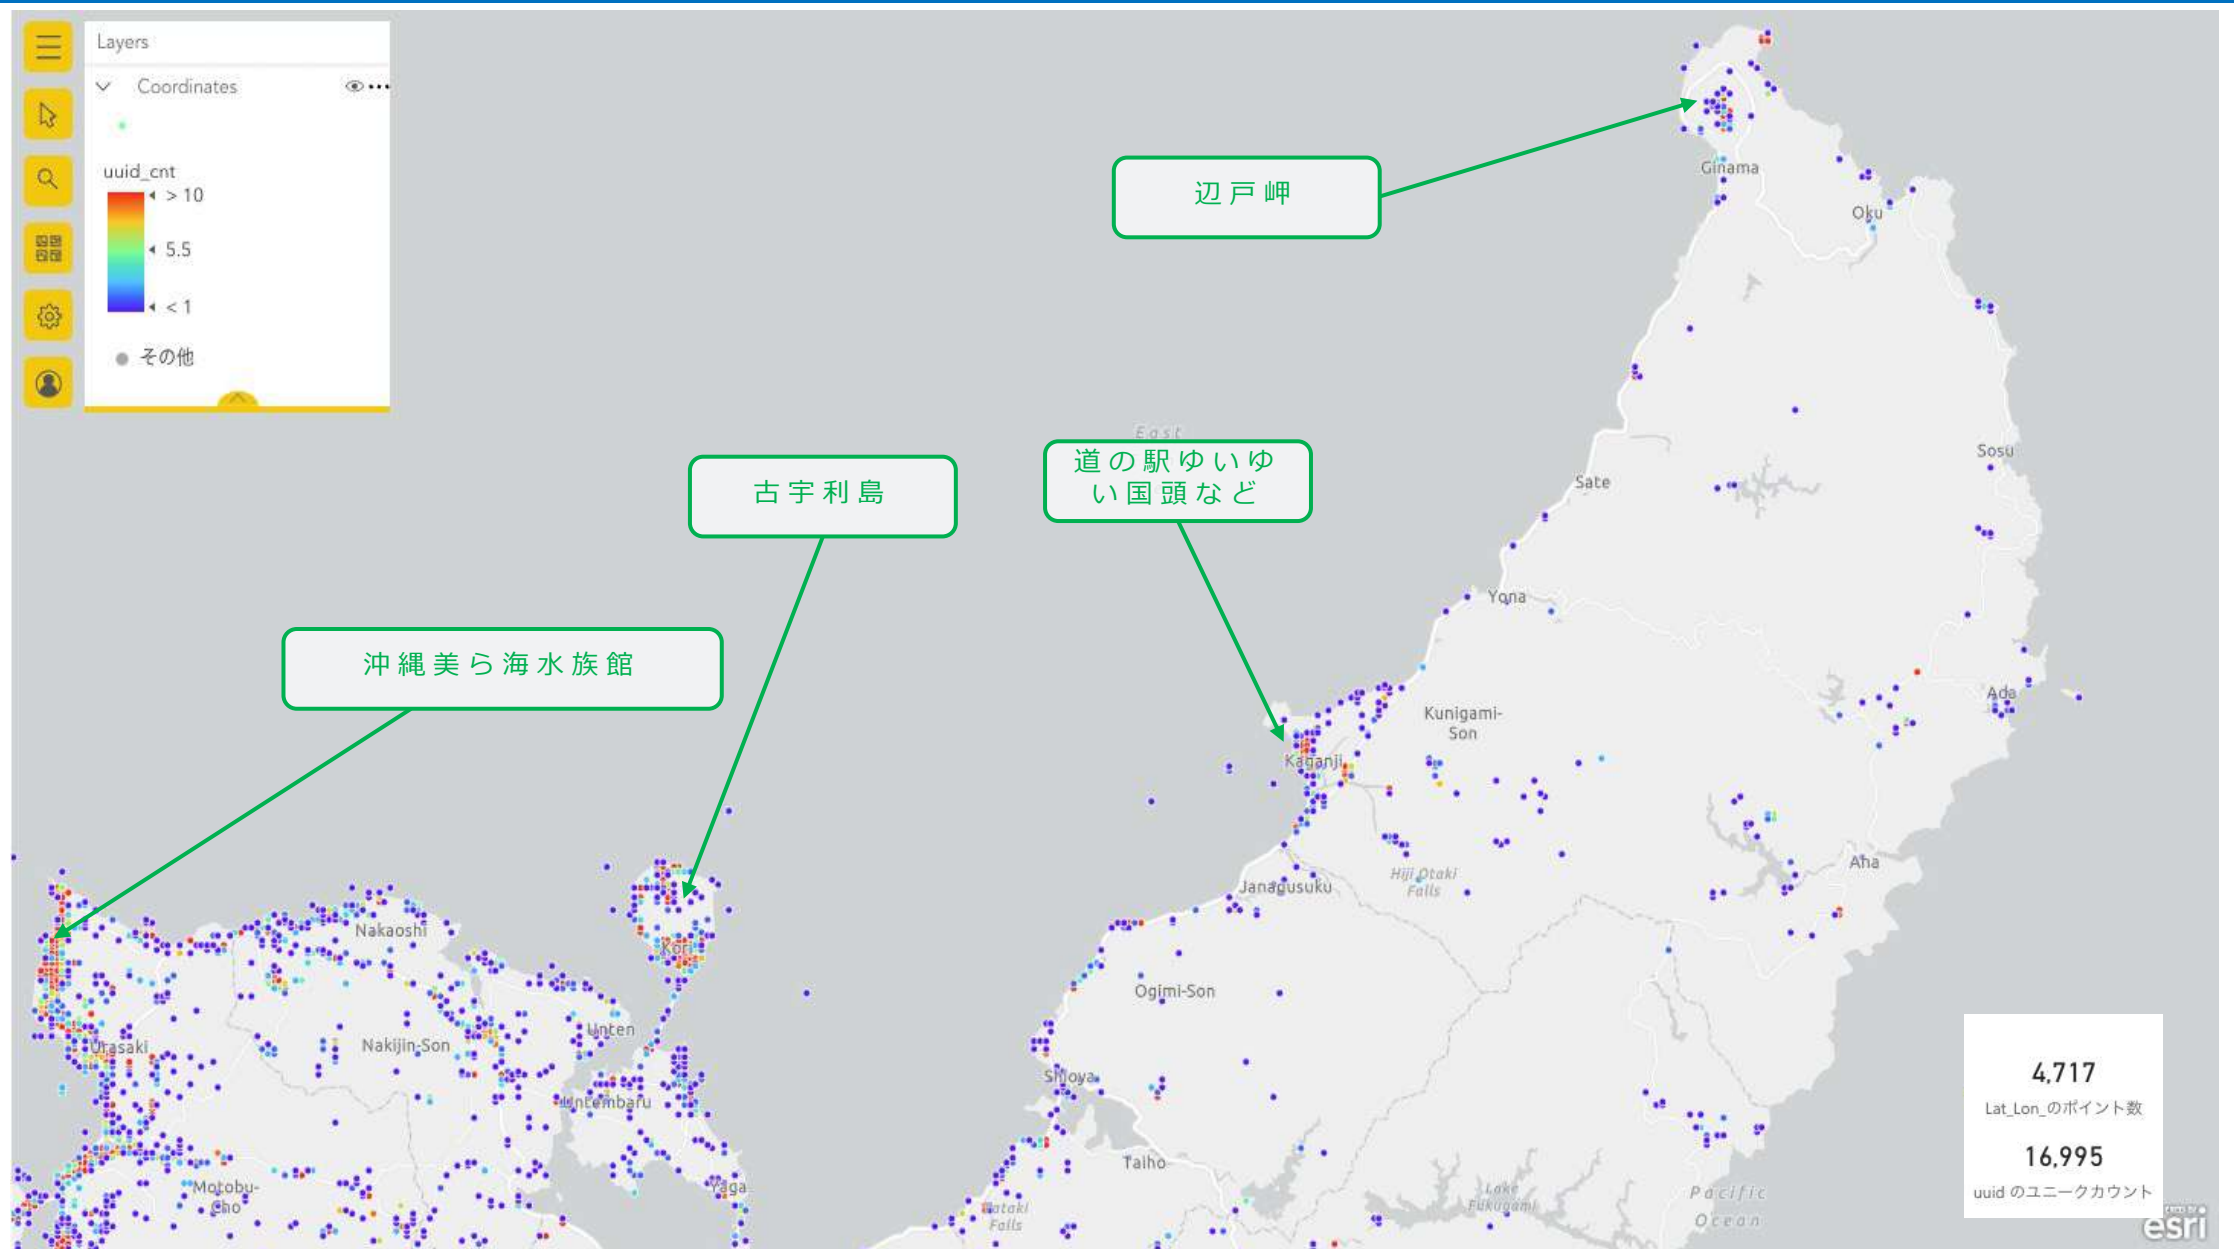 Layers
Coordinates
uuid_cnt
> 10
5.5
< 1
その他
辺戸岬
Ginama
Oku
East
道の駅ゆいゆ
い国頭など
古宇利島
Sosu
Sate
Yona
沖縄美ら海水族館
Ada
Kunigami-
Son
Kaganji
Aha
Hiji Otaki
Falls
Janagusuku
Nakaoshi
Kori
Ogimi-Son
Unten
Urasaki
Nakijin-Son
Shioya
Untembaru
4,717
Lat_Lon_のポイント数
16,995
uuid のユニークカウント
Taiho
Motobu-
Cho
Yaga
Lake
Fukugami
Pacific
Ocean
Falls
esri